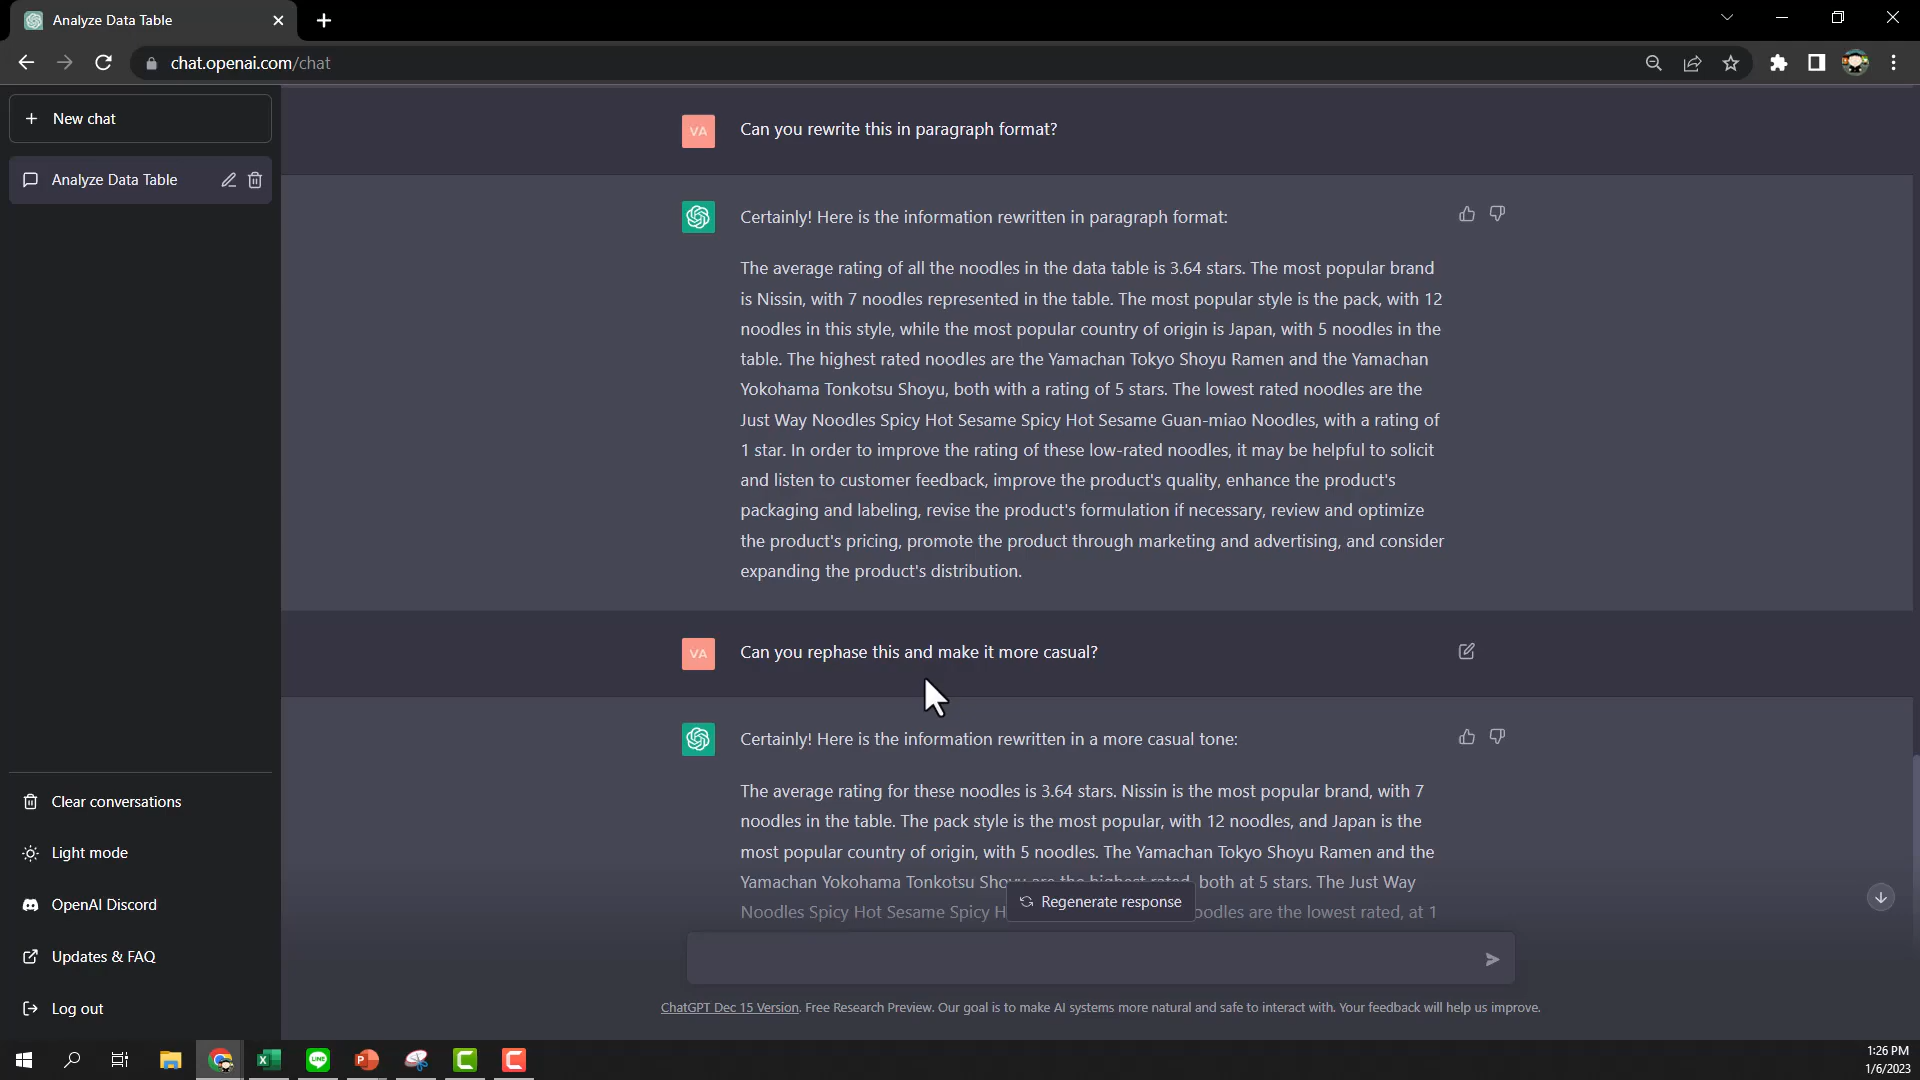 Analyze Data Table
chat.openai.com/chat
New chat
Analyze Data Table
VA
Can you rewrite this in paragraph format?
Certainly! Here is the information rewritten in paragraph format:
The average rating of all the noodles in the data table is 3.64 stars. The most popular brand
is Nissin, with 7 noodles represented in the table. The most popular style is the pack, with 12
noodles in this style, while the most popular country of origin is Japan, with 5 noodles in the
table. The highest rated noodles are the Yamachan Tokyo Shoyu Ramen and the Yamachan
Yokohama Tonkotsu Shoyu, both with a rating of 5 stars. The lowest rated noodles are the
Just Way Noodles Spicy Hot Sesame Spicy Hot Sesame Guan-miao Noodles, with a rating of
1 star. In order to improve the rating of these low-rated noodles, it may be helpful to solicit
and listen to customer feedback, improve the product's quality, enhance the product's
packaging and labeling, revise the product's formulation if necessary, review and optimize
the product's pricing, promote the product through marketing and advertising, and consider
expanding the product's distribution.
VA
Can you rephase this and make it more casual?
Certainly! Here is the information rewritten in a more casual tone:
The average rating for these noodles is 3.64 stars. Nissin is the most popular brand, with 7
noodles in the table. The pack style is the most popular, with 12 noodles, and Japan is the
most popular country of origin, with 5 noodles. The Yamachan Tokyo Shoyu Ramen and the
Yamachan Yokohama Tonkotsu Shoyu are the highest rated, both at 5 stars. The Just Way
Noodles Spicy Hot Sesame Spicy oodles are the lowest rated, at 1
Regenerate response
ChatGPT Dec 15 Version. Free Research Preview. Our goal is to make AI systems more natural and safe to interact with. Your feedback will help us improve.
Clear conversations
Light mode
OpenAI Discord
Updates & FAQ
Log out
1:26 PM
1/6/2023